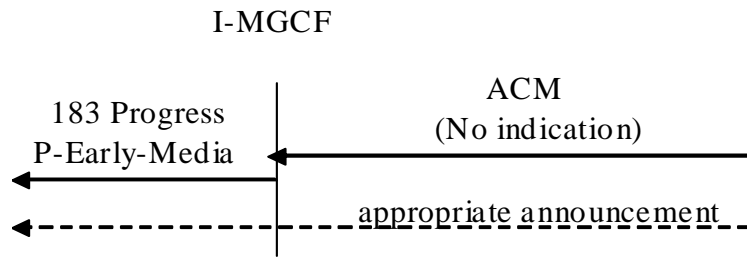 I-MGCF
183 Progress
P-Early-Media
ACM
(No indication)
appropriate announcement